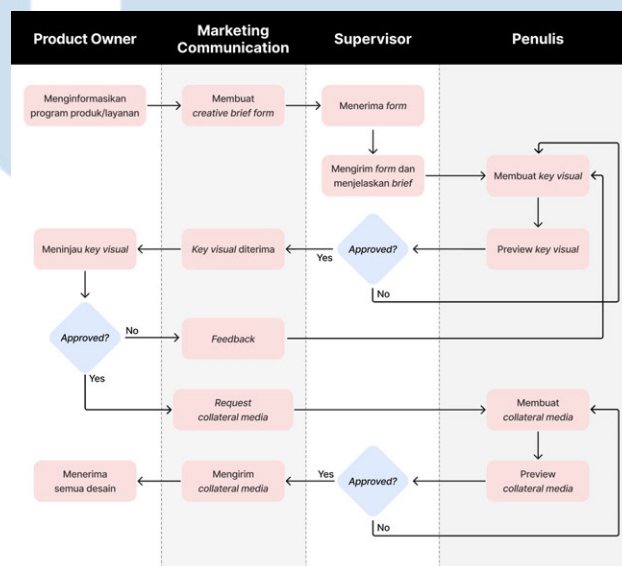 Product Owner
Marketing
Communication
Supervisor
Penulis
Menginformasikan
program produk/layanan
Membuat
creative brief form
Menerima form
Mengirim form dan
menjelaskan brief
Membuat key visual
Meninjau key visual
Key visual diterima
Yes
Approved?
Preview key visual
No
Approved?
No
Feedback
Yes
Request
collateral media
Membuat
collateral media
Menerima
semua desain
Mengirim
collateral media
Yes
Approved?
Preview
collateral media
No